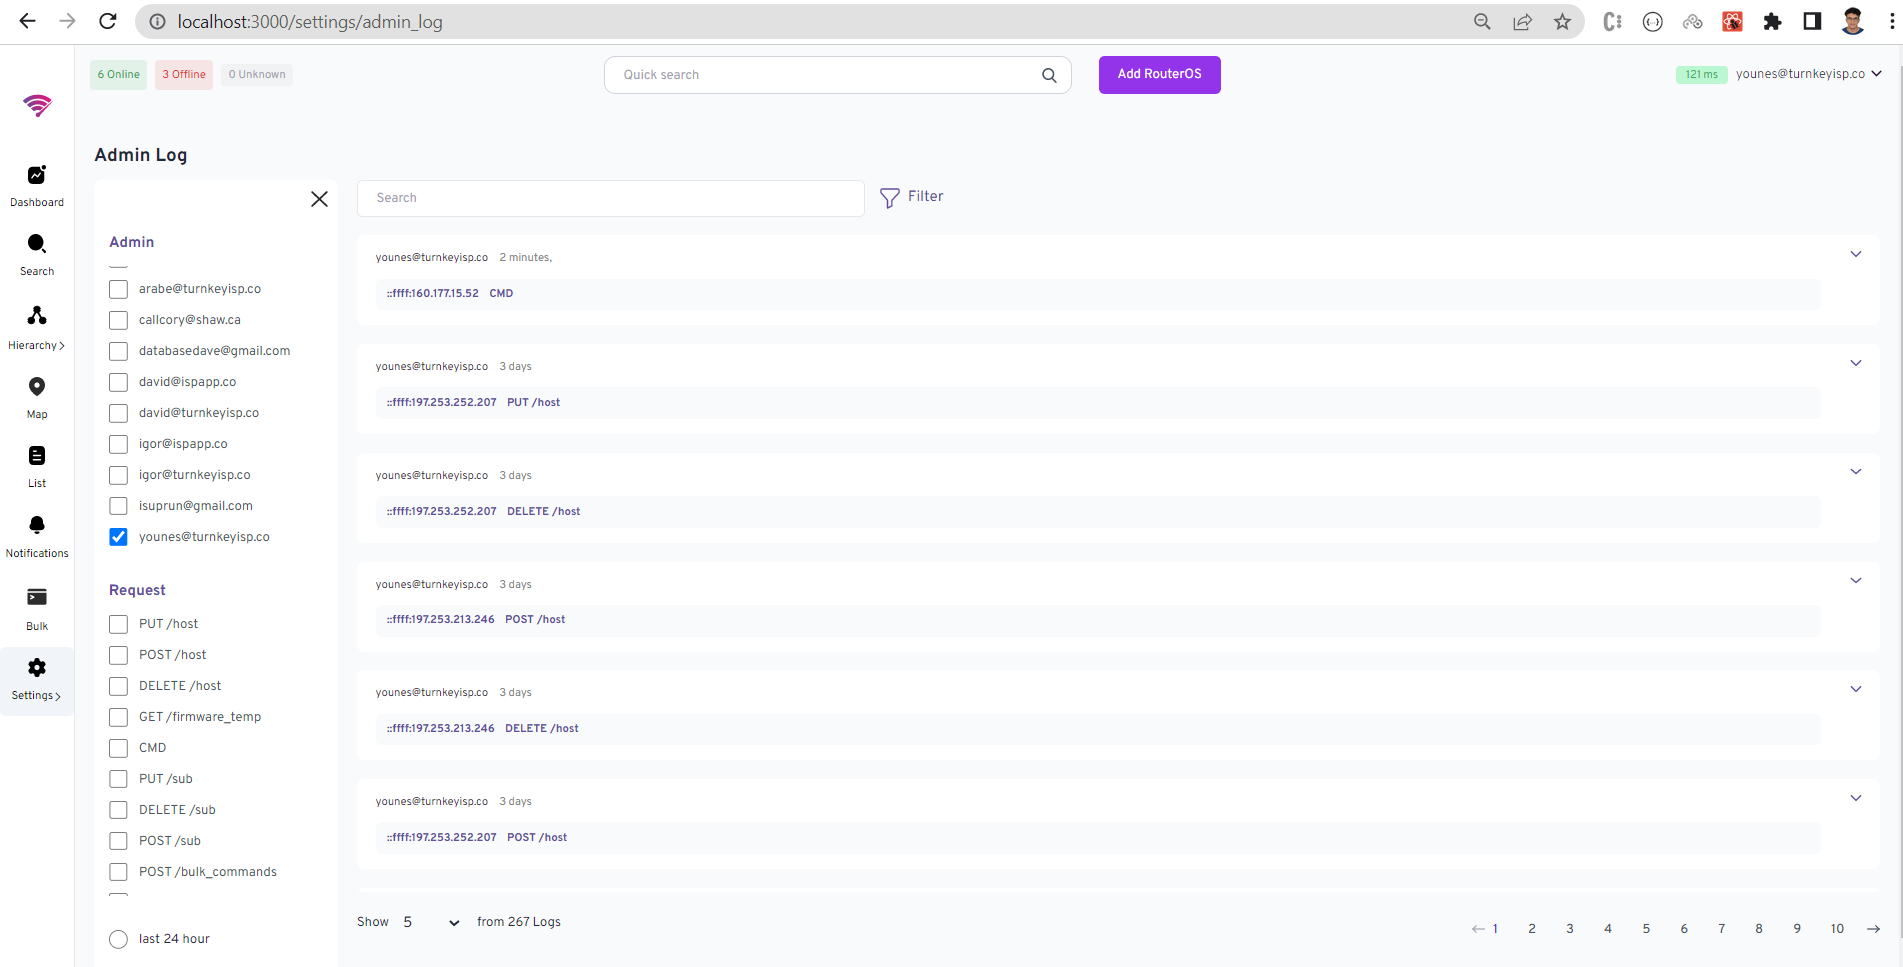 localhost:3000/settings/admin_log
6 Online
3 Offline
0 Unknown
Quick search
Add RouterOS
121 ms
younes@turnkeyisp.co
Dashboard
Search
Hierarchy
Map
List
Notifications
Bulk
Settings
Admin Log
Admin
arabe@turnkeyisp.co
callcory@shaw.ca
databasedave@gmail.com
david@ispapp.co
david@turnkeyisp.co
igor@ispapp.co
igor@turnkeyisp.co
isuprun@gmail.com
younes@turnkeyisp.co
Request
PUT /host
POST /host
DELETE /host
GET /firmware_temp
CMD
PUT /sub
DELETE /sub
POST /sub
POST /bulk_commands
last 24 hour
Search
Filter
younes@turnkeyisp.co 2 minutes,
::ffff:160.177.15.52 CMD
younes@turnkeyisp.co 3 days
::ffff:197.253.252.207 PUT /host
younes@turnkeyisp.co 3 days
::ffff:197.253.252.207 DELETE /host
younes@turnkeyisp.co 3 days
::ffff:197.253.213.246 POST /host
younes@turnkeyisp.co 3 days
::ffff:197.253.213.246 DELETE /host
younes@turnkeyisp.co 3 days
::ffff:197.253.252.207 POST /host
Show 5 from 267 Logs
1 2 3 4 5 6 7 8 9 10